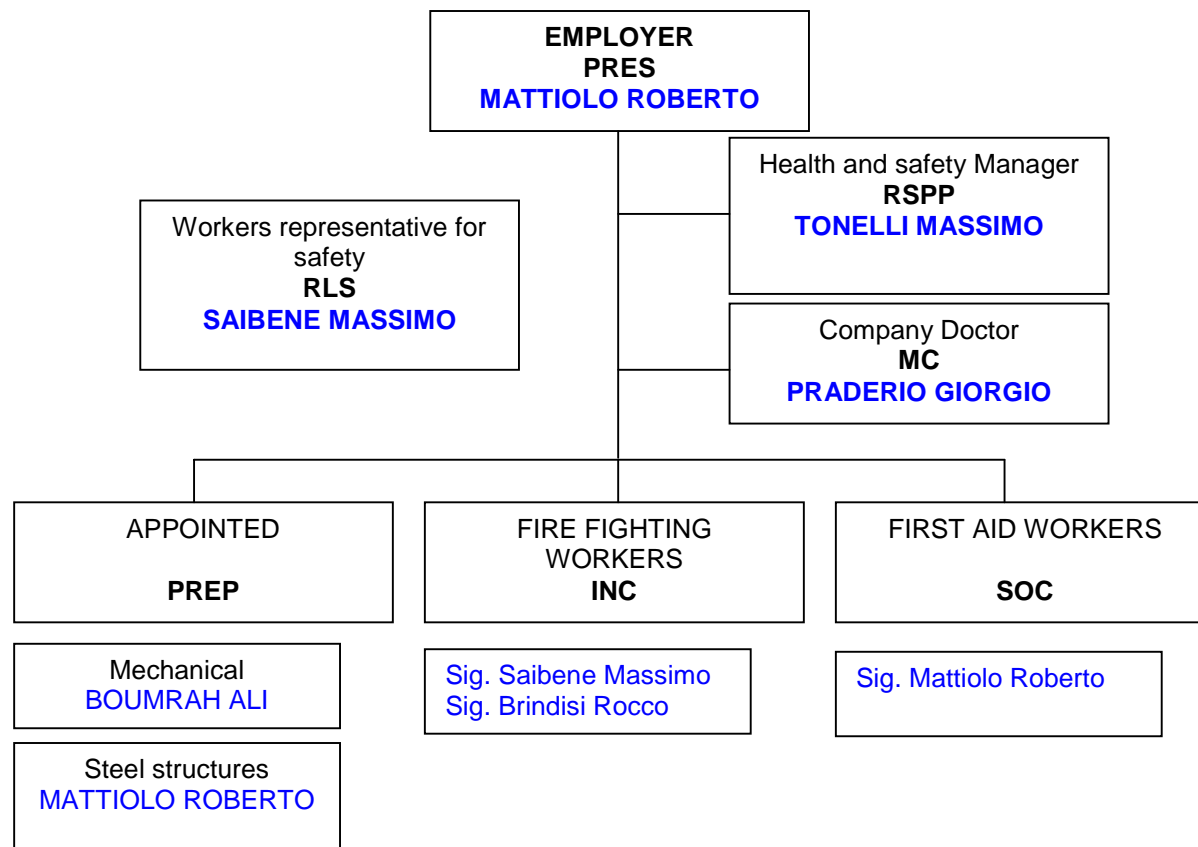 EMPLOYER
PRES
MATTIOLO ROBERTO
Health and safety Manager
RSPP
TONELLI MASSIMO
Workers representative for
safety
RLS
SAIBENE MASSIMO
Company Doctor
MC
PRADERIO GIORGIO
APPOINTED
PREP
FIRE FIGHTING
WORKERS
INC
FIRST AID WORKERS
SOC
Mechanical
BOUMRAH ALI
Sig. Saibene Massimo
Sig. Brindisi Rocco
Sig. Mattiolo Roberto
Steel structures
MATTIOLO ROBERTO